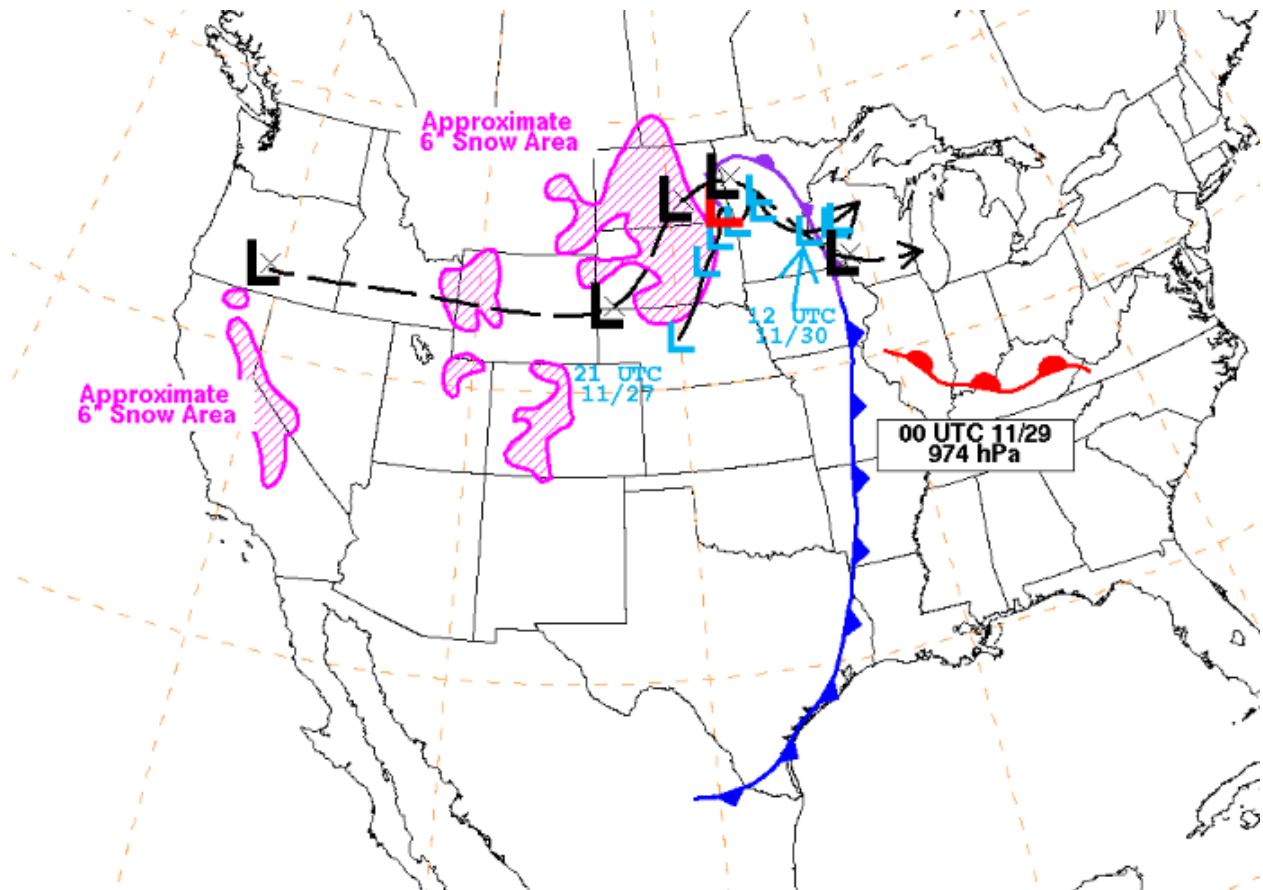 Approximate
6" Snow Area
L
L
L
L
L
L
L
L
L
L
L
L
L
L
12 UTC
11/30
21 UTC
11/27
Approximate
6" Snow Area
00 UTC 11/29
974 hPa